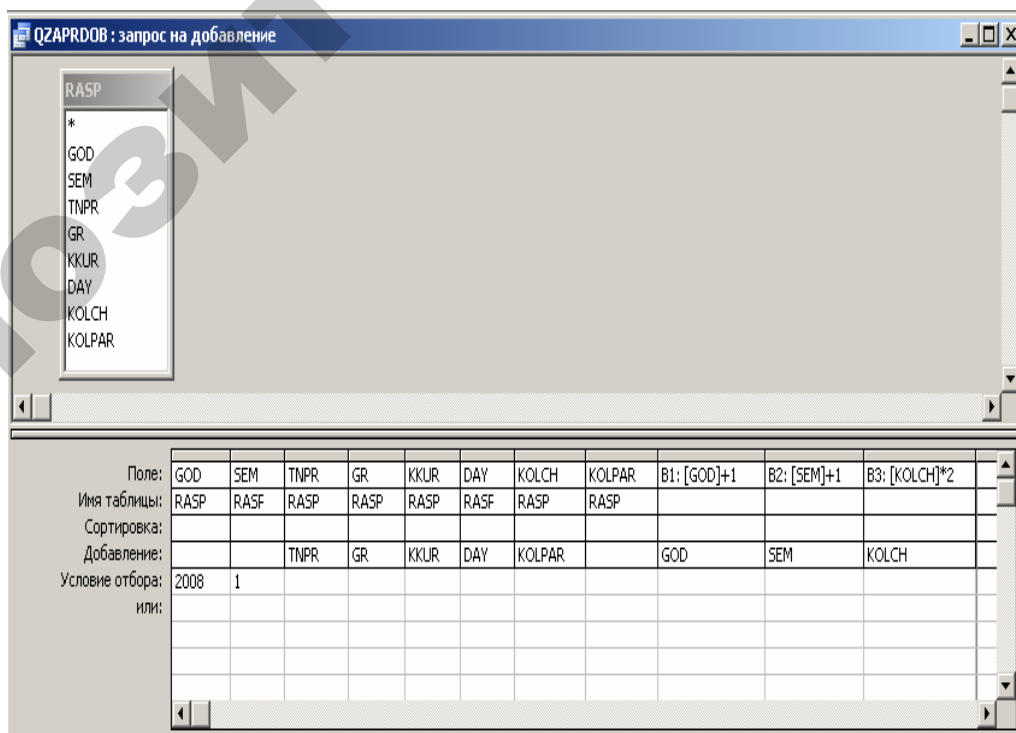 QZAPRDOB : запрос на добавление
RASP
*
GOD
SEM
TNPR
GR
KKUR
DAY
KOLCH
KOLPAR
Поле: GOD SEM TNPR GR KKUR DAY KOLCH KOLPAR B1: [GOD]+1 B2: [SEM]+1 B3: [KOLCH]*2
Имя таблицы: RASP RASF RASP RASP RASP RASF RASP RASP
Сортировка:
Добавление: TNPR GR KKUR DAY KOLPAR GOD SEM KOLCH
Условие отбора: 2008 1
или: